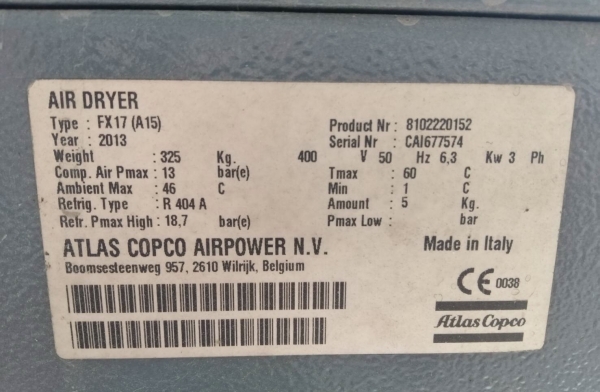 AIR DRYER
Type : FX17 (A15) Product Nr : 8102220152
Year : 2013 Serial Nr : CAI677574
Weight : 325 Kg. 400 V 50 Hz 6,3 Kw 3 Ph
Comp. Air Pmax : 13 bar(e) Tmax : 60 C
Ambient Max : 46 C Min : 1 C
Refrig. Type : R 404 A Amount : 5 Kg.
Refr. Pmax High : 18,7 bar(e) Pmax Low : bar
ATLAS COPCO AIRPOWER N.V. Made in Italy
Boomsesteenweg 957, 2610 Wilrijk, Belgium
CE 0038
Atlas Copco